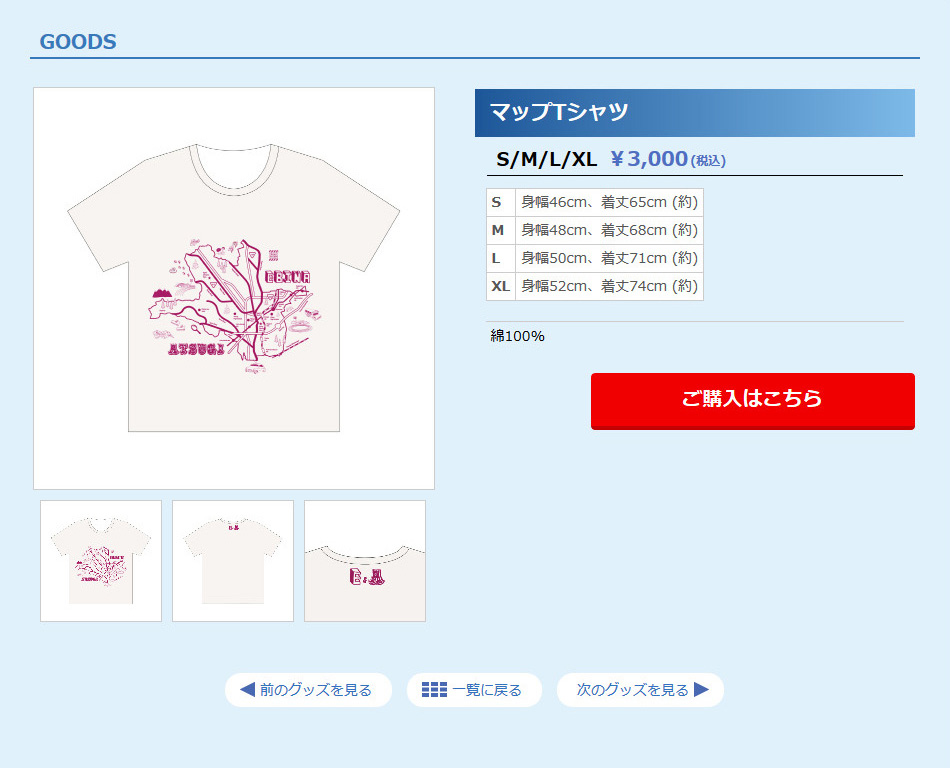 GOODS
マップTシャツ
S/M/L/XL ¥3,000(税込)
S 身幅46cm、着丈65cm (約)
M 身幅48cm、着丈68cm (約)
L 身幅50cm、着丈71cm (約)
XL 身幅52cm、着丈74cm (約)
綿100%
ご購入はこちら
EBINA
ATSUGI
前のグッズを見る
一覧に戻る
次のグッズを見る